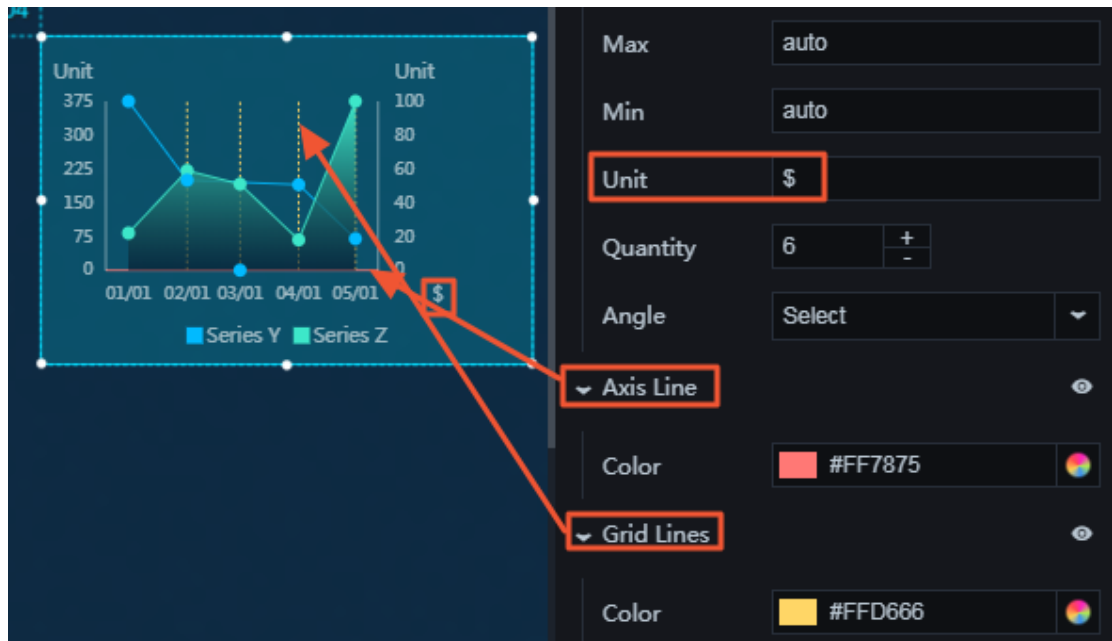 04
Unit Unit
375 100
300 80
225 60
150 40
75 20
0 0
01/01 02/01 03/01 04/01 05/01 $
Series Y Series Z
Max auto
Min auto
Unit $
Quantity 6 + -
Angle Select
Axis Line
Color #FF7875
Grid Lines
Color #FFD666